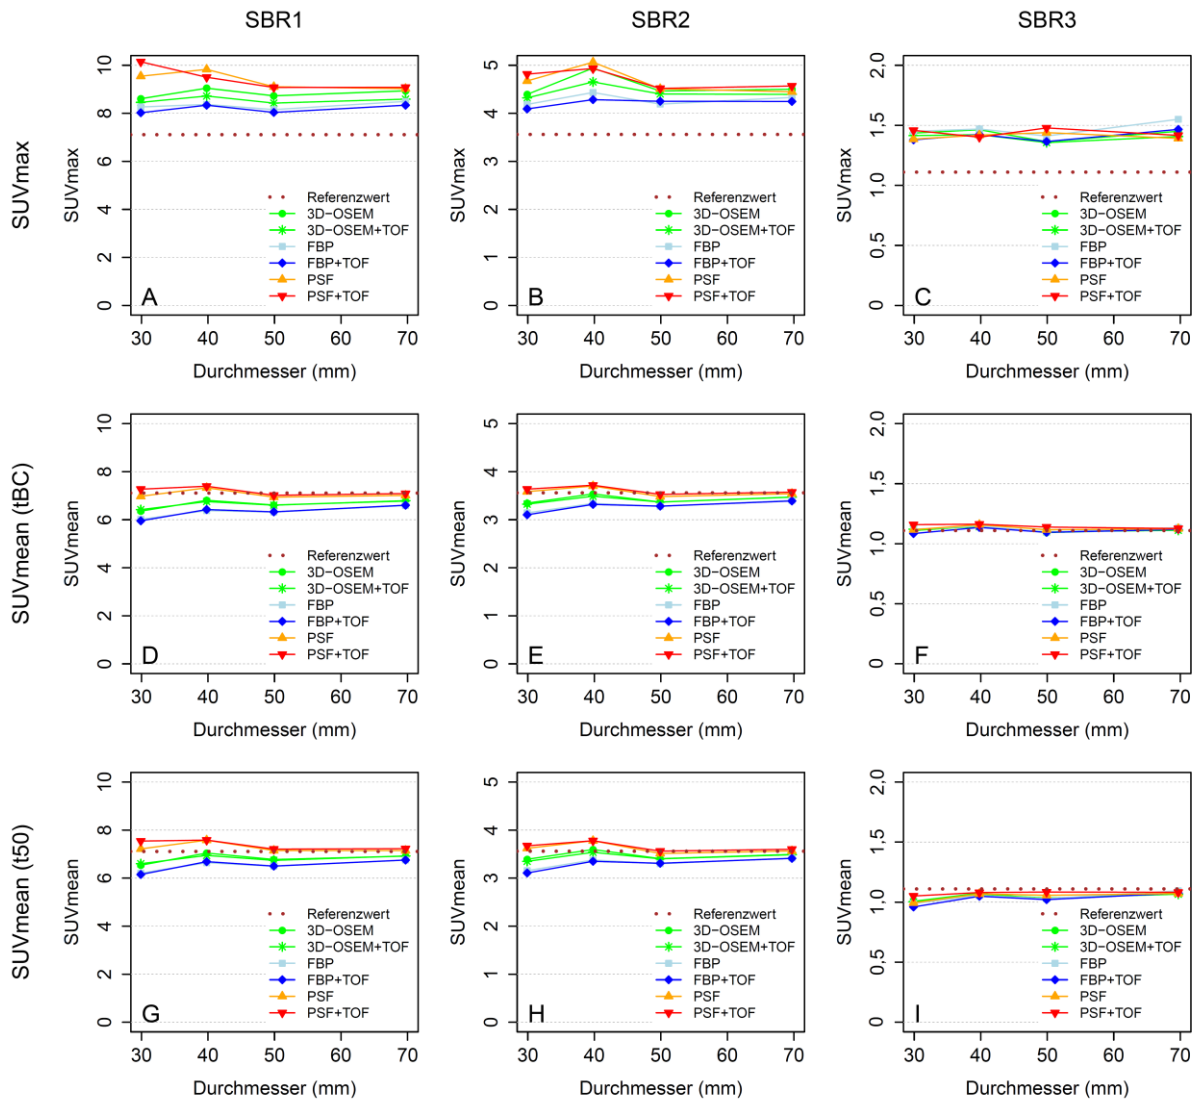 SBR1
SBR2
SBR3
SUVmax
SUVmax
10
8
6
4
2
0
Referenzwert
3D−OSEM
3D−OSEM+TOF
FBP
FBP+TOF
PSF
PSF+TOF
A
30 40 50 60 70
Durchmesser (mm)
SUVmax
5
4
3
2
1
0
Referenzwert
3D−OSEM
3D−OSEM+TOF
FBP
FBP+TOF
PSF
PSF+TOF
B
30 40 50 60 70
Durchmesser (mm)
SUVmax
2,0
1,5
1,0
0,5
0
Referenzwert
3D−OSEM
3D−OSEM+TOF
FBP
FBP+TOF
PSF
PSF+TOF
C
30 40 50 60 70
Durchmesser (mm)
SUVmean (tBC)
SUVmean
10
8
6
4
2
0
Referenzwert
3D−OSEM
3D−OSEM+TOF
FBP
FBP+TOF
PSF
PSF+TOF
D
30 40 50 60 70
Durchmesser (mm)
SUVmean
5
4
3
2
1
0
Referenzwert
3D−OSEM
3D−OSEM+TOF
FBP
FBP+TOF
PSF
PSF+TOF
E
30 40 50 60 70
Durchmesser (mm)
SUVmean
2,0
1,5
1,0
0,5
0
Referenzwert
3D−OSEM
3D−OSEM+TOF
FBP
FBP+TOF
PSF
PSF+TOF
F
30 40 50 60 70
Durchmesser (mm)
SUVmean (t50)
SUVmean
10
8
6
4
2
0
Referenzwert
3D−OSEM
3D−OSEM+TOF
FBP
FBP+TOF
PSF
PSF+TOF
G
30 40 50 60 70
Durchmesser (mm)
SUVmean
5
4
3
2
1
0
Referenzwert
3D−OSEM
3D−OSEM+TOF
FBP
FBP+TOF
PSF
PSF+TOF
H
30 40 50 60 70
Durchmesser (mm)
SUVmean
2,0
1,5
1,0
0,5
0
Referenzwert
3D−OSEM
3D−OSEM+TOF
FBP
FBP+TOF
PSF
PSF+TOF
I
30 40 50 60 70
Durchmesser (mm)